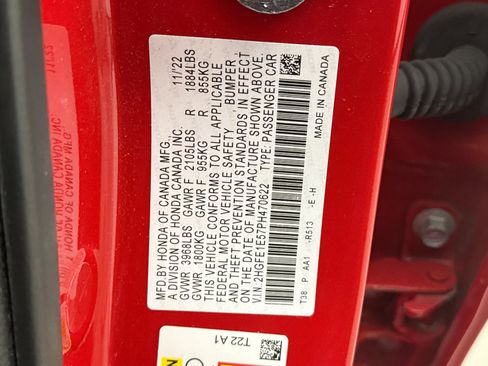 MFD.BY HONDA OF CANADA MFG., 11/22
A DIVISION OF HONDA CANADA INC.
GVWR 3968LBS GAWR F 2105LBS R 1884LBS
GVWR 1800KG GAWR F 955KG R 855KG
THIS VEHICLE CONFORMS TO ALL APPLICABLE
FEDERAL MOTOR VEHICLE SAFETY, BUMPER,
AND THEFT PREVENTION STANDARDS IN EFFECT
ON THE DATE OF MANUFACTURE SHOWN ABOVE.
V.I.N: 2HGFE1E57PH470622 TYPE: PASSENGER CAR
T38 P AA1 -R513 -E -H MADE IN CANADA
T22 A1